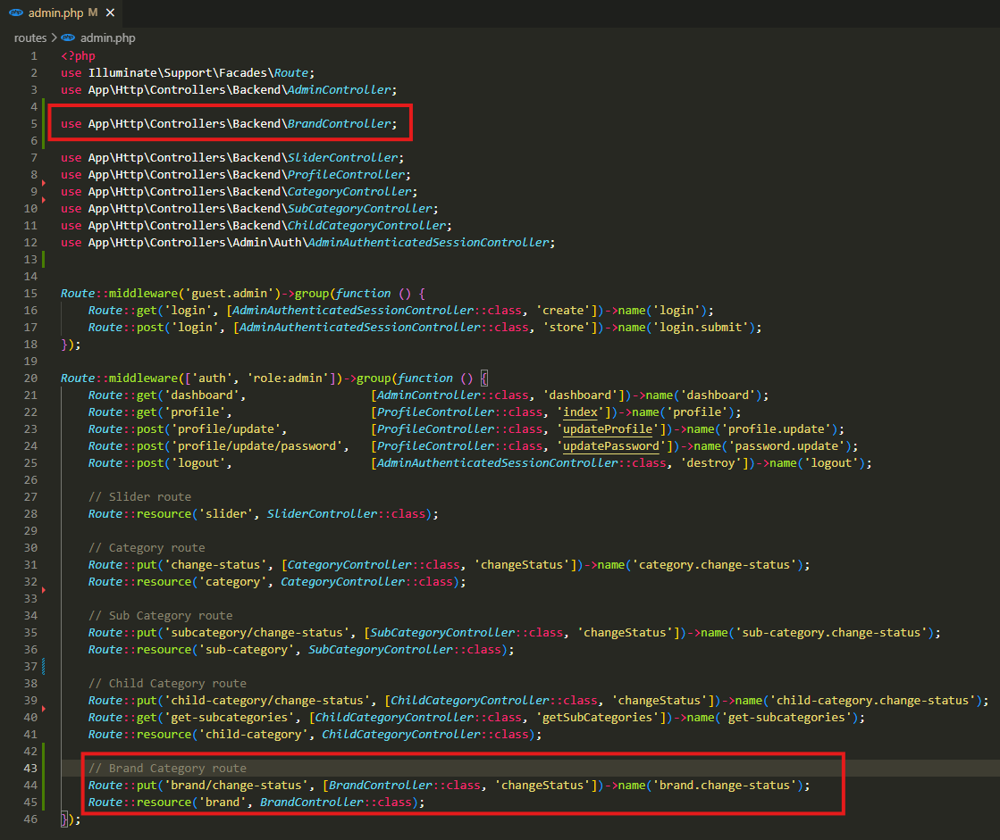 admin.php M ×
routes > admin.php
1 <?php
2 use Illuminate\Support\Facades\Route;
3 use App\Http\Controllers\Backend\AdminController;
4
5 use App\Http\Controllers\Backend\BrandController;
6
7 use App\Http\Controllers\Backend\SliderController;
8 use App\Http\Controllers\Backend\ProfileController;
9 use App\Http\Controllers\Backend\CategoryController;
10 use App\Http\Controllers\Backend\SubCategoryController;
11 use App\Http\Controllers\Backend\ChildCategoryController;
12 use App\Http\Controllers\Admin\Auth\AdminAuthenticatedSessionController;
13
14
15 Route::middleware('guest.admin')->group(function () {
16     Route::get('login', [AdminAuthenticatedSessionController::class, 'create'])->name('login');
17     Route::post('login', [AdminAuthenticatedSessionController::class, 'store'])->name('login.submit');
18 });
19
20 Route::middleware(['auth', 'role:admin'])->group(function () {
21     Route::get('dashboard',                  [AdminController::class, 'dashboard'])->name('dashboard');
22     Route::get('profile',                    [ProfileController::class, 'index'])->name('profile');
23     Route::post('profile/update',            [ProfileController::class, 'updateProfile'])->name('profile.update');
24     Route::post('profile/update/password',   [ProfileController::class, 'updatePassword'])->name('password.update');
25     Route::post('logout',                    [AdminAuthenticatedSessionController::class, 'destroy'])->name('logout');
26
27     // Slider route
28     Route::resource('slider', SliderController::class);
29
30     // Category route
31     Route::put('change-status', [CategoryController::class, 'changeStatus'])->name('category.change-status');
32     Route::resource('category', CategoryController::class);
33
34     // Sub Category route
35     Route::put('subcategory/change-status', [SubCategoryController::class, 'changeStatus'])->name('sub-category.change-status');
36     Route::resource('sub-category', SubCategoryController::class);
37
38     // Child Category route
39     Route::put('child-category/change-status', [ChildCategoryController::class, 'changeStatus'])->name('child-category.change-status');
40     Route::get('get-subcategories', [ChildCategoryController::class, 'getSubCategories'])->name('get-subcategories');
41     Route::resource('child-category', ChildCategoryController::class);
42
43     // Brand Category route
44     Route::put('brand/change-status', [BrandController::class, 'changeStatus'])->name('brand.change-status');
45     Route::resource('brand', BrandController::class);
46 });